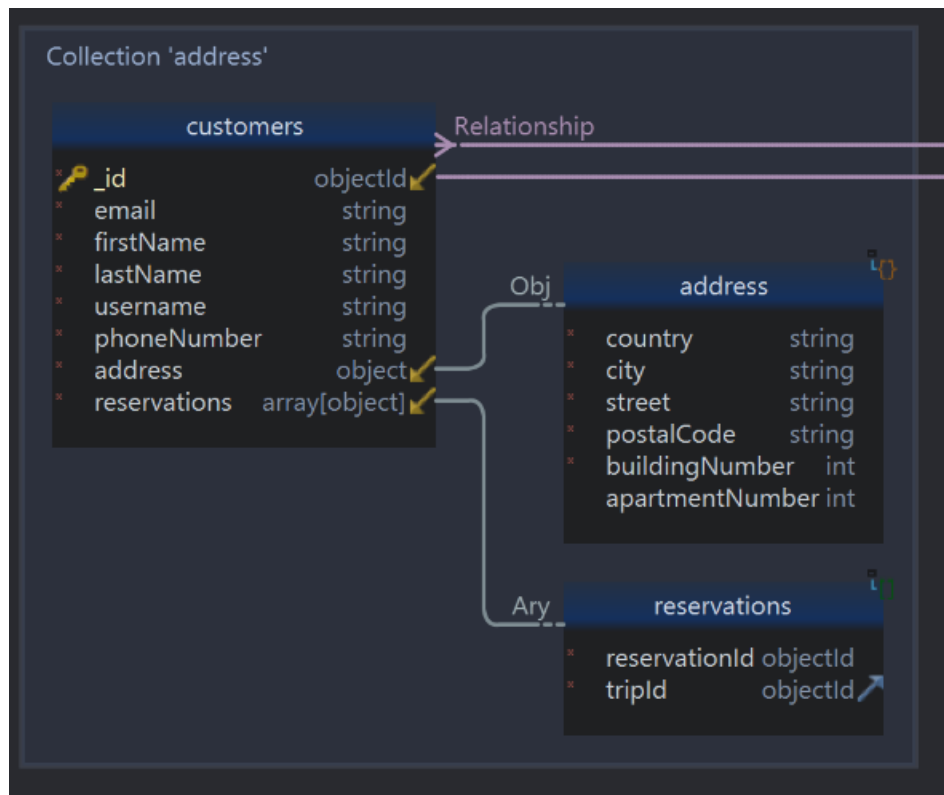 Collection 'address'
customers
Relationship
_id objectId
email string
firstName string
lastName string
username string
phoneNumber string
address object
reservations array[object]
Obj
address
country string
city string
street string
postalCode string
buildingNumber int
apartmentNumber int
Ary
reservations
reservationId objectId
tripId objectId